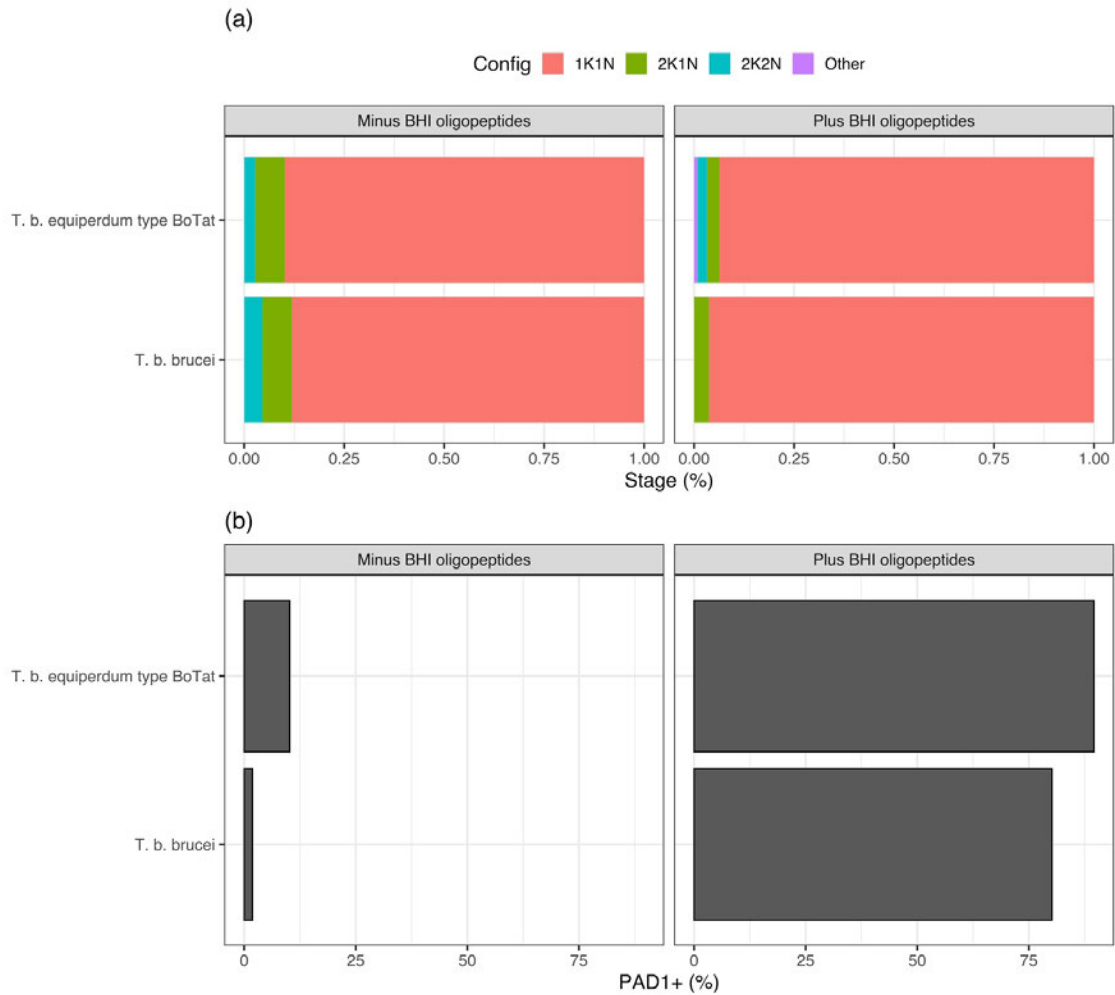 (a)
Config 1K1N 2K1N 2K2N Other
Minus BHI oligopeptides Plus BHI oligopeptides
T. b. equiperdum type BoTat
T. b. brucei
0.00 0.25 0.50 0.75 1.00 0.00 0.25 0.50 0.75 1.00
Stage (%)
(b)
Minus BHI oligopeptides Plus BHI oligopeptides
T. b. equiperdum type BoTat
T. b. brucei
0 25 50 75 0 25 50 75
PAD1+ (%)